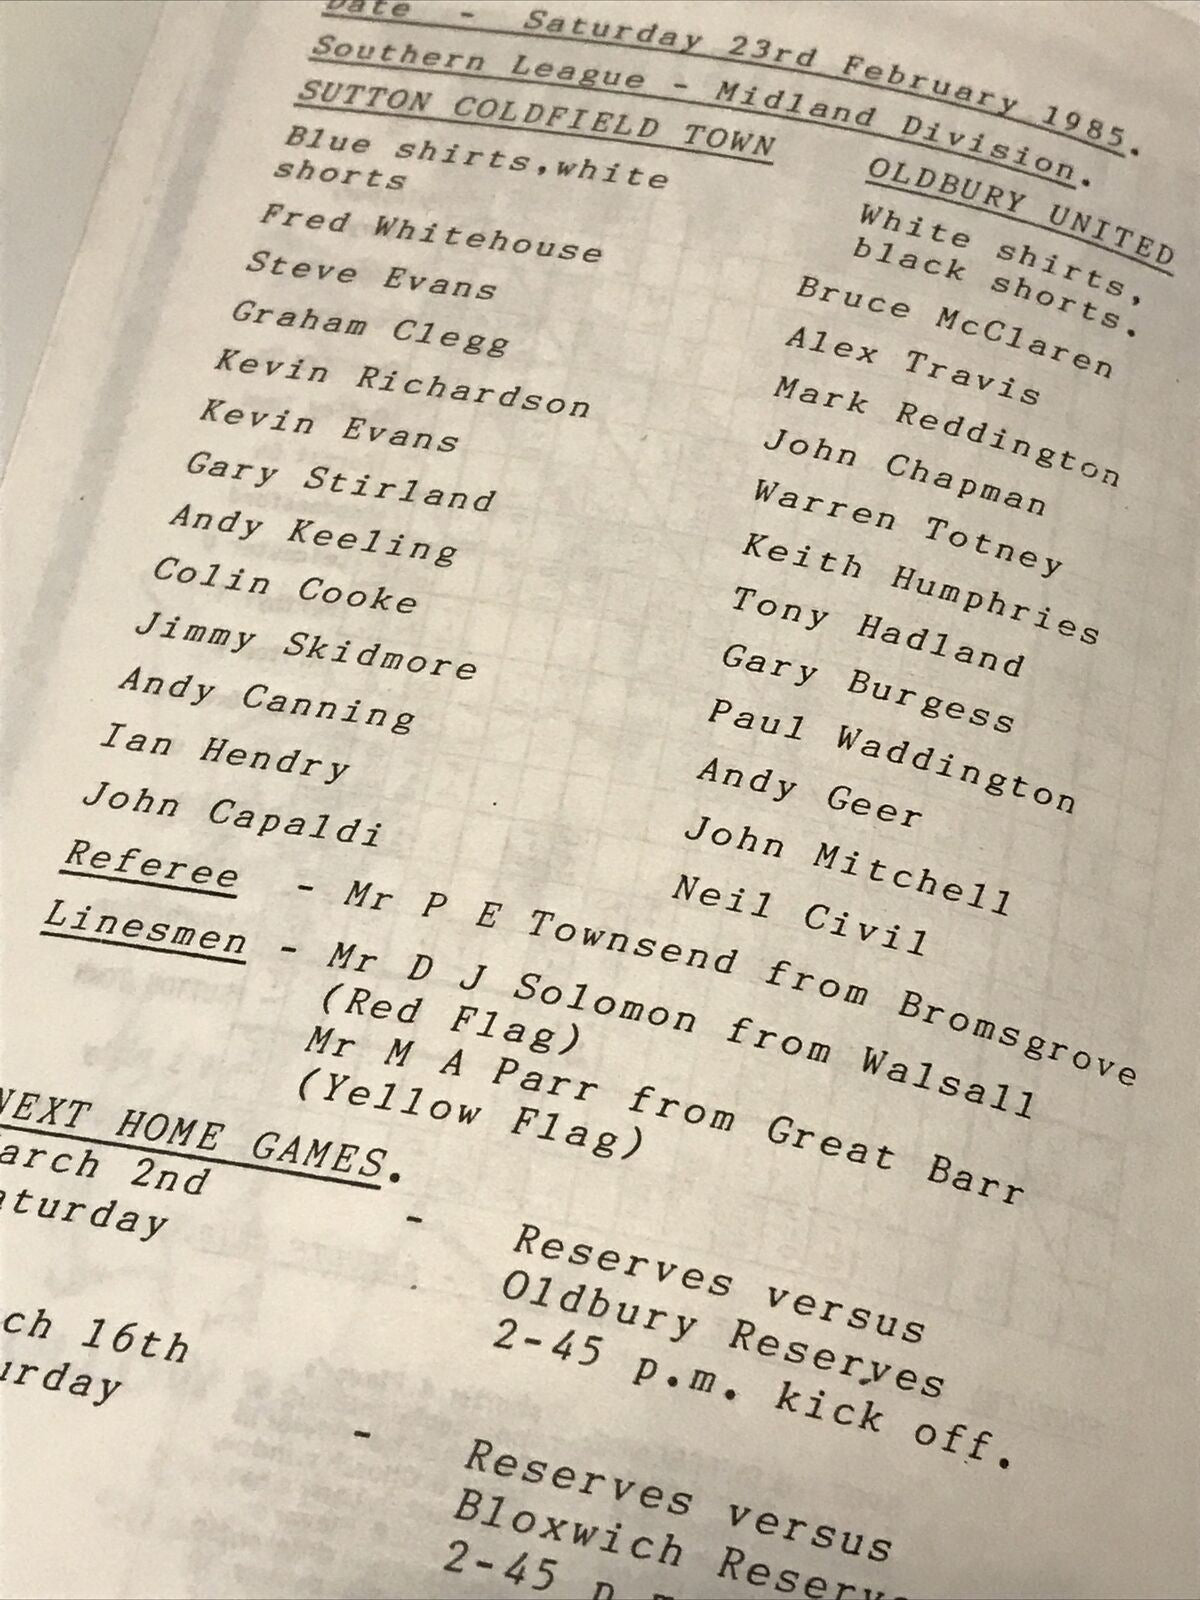 Date - Saturday 23rd February 1985.
Southern League - Midland Division.
SUTTON COLDFIELD TOWN
Blue shirts,white
shorts
Fred Whitehouse
Steve Evans
Graham Clegg
Kevin Richardson
Kevin Evans
Gary Stirland
Andy Keeling
Colin Cooke
Jimmy Skidmore
Andy Canning
Ian Hendry
John Capaldi
OLDBURY UNITED
White shirts,
black shorts.
Bruce McClaren
Alex Travis
Mark Reddington
John Chapman
Warren Totney
Keith Humphries
Tony Hadland
Gary Burgess
Paul Waddington
Andy Geer
John Mitchell
Neil Civil
Referee - Mr P E Townsend from Bromsgrove
Linesmen - Mr D J Solomon from Walsall
(Red Flag)
Mr M A Parr from Great Barr
(Yellow Flag)
NEXT HOME GAMES.
arch 2nd
aturday
- Reserves versus
Oldbury Reserves
2-45 p.m. kick off.
ch 16th
urday
- Reserves versus
Bloxwich Reserve
2-45 p.m